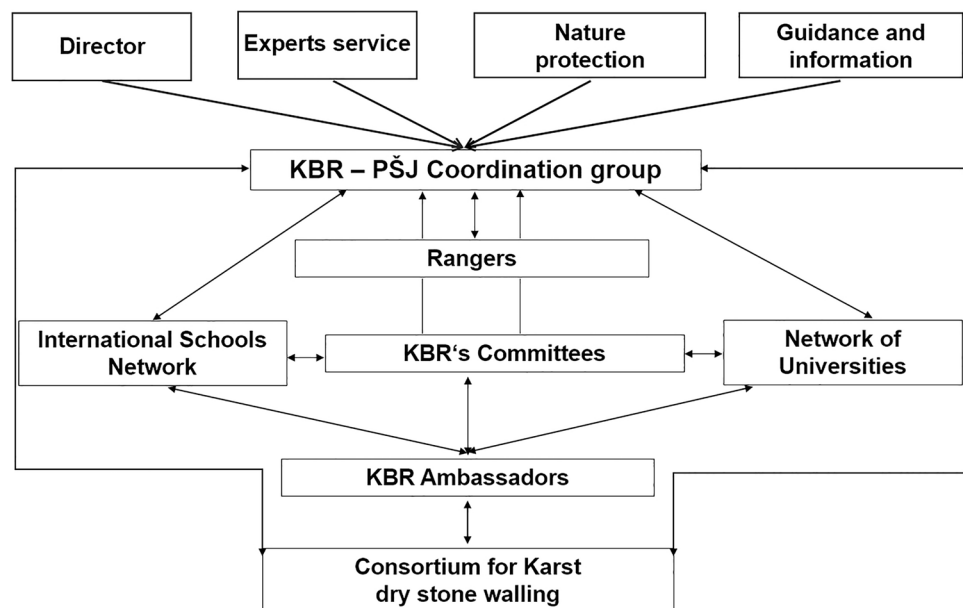 Director
Experts service
Nature
protection
Guidance and
information
KBR – PŠJ Coordination group
Rangers
International Schools
Network
KBR‘s Committees
Network of
Universities
KBR Ambassadors
Consortium for Karst
dry stone walling